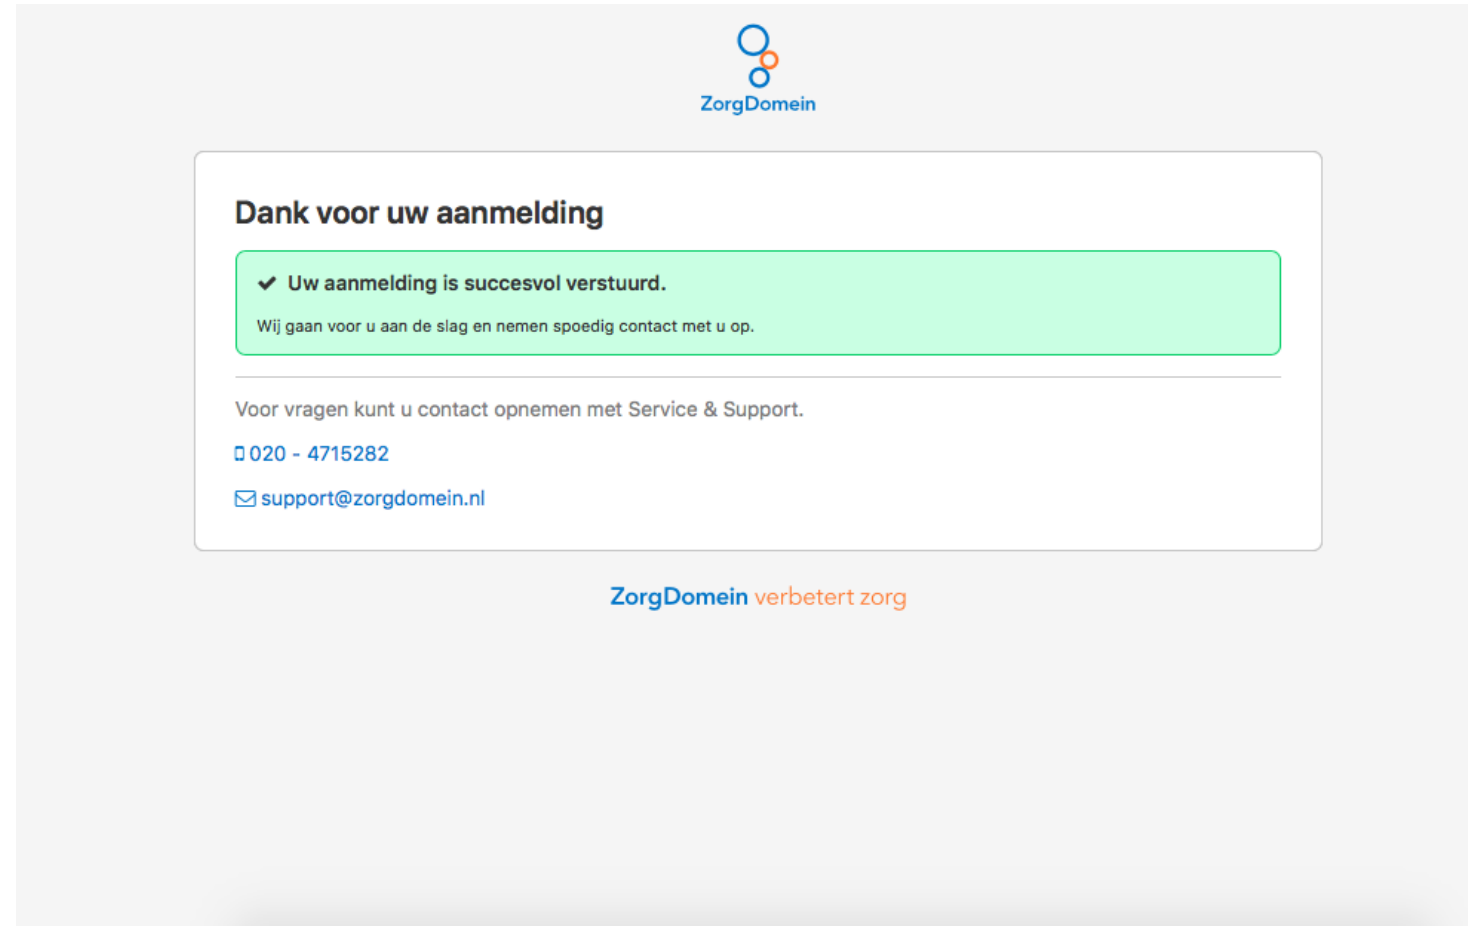 ZorgDomein
Dank voor uw aanmelding
Uw aanmelding is succesvol verstuurd.
Wij gaan voor u aan de slag en nemen spoedig contact met u op.
Voor vragen kunt u contact opnemen met Service & Support.
020 - 4715282
support@zorgdomein.nl
ZorgDomein verbetert zorg